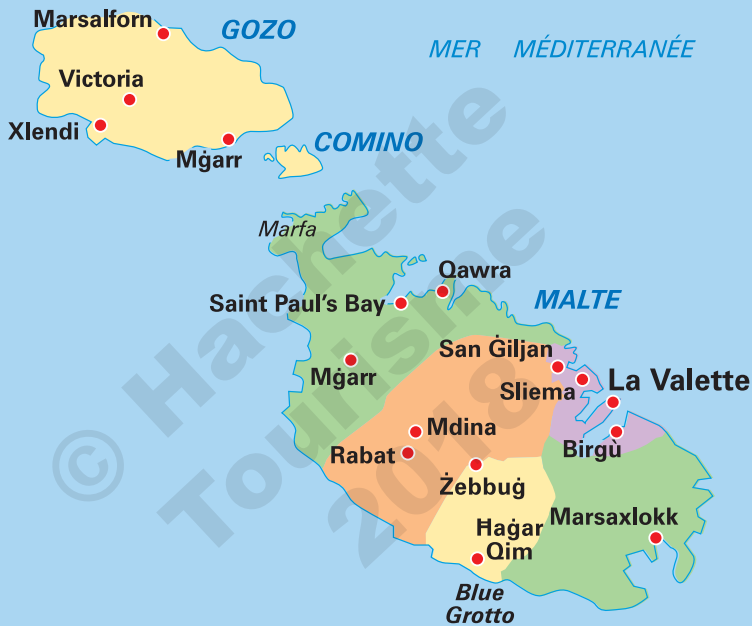 Marsalforn
GOZO
MER MÉDITERRANÉE
Victoria
Xlendi
Mġarr
COMINO
Marfa
Qawra
Saint Paul's Bay
MALTE
San Ġiljan
Mġarr
Sliema
La Valette
Mdina
Rabat
Birgù
Żebbuġ
Ħaġar
Qim
Marsaxlokk
Blue
Grotto
© Hachette
Tourisme
2018